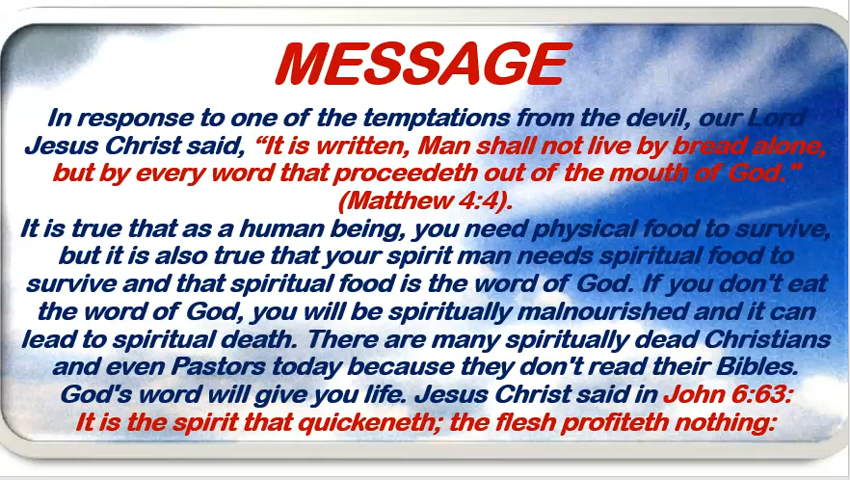 MESSAGE
In response to one of the temptations from the devil, our Lord
Jesus Christ said, “It is written, Man shall not live by bread alone,
but by every word that proceedeth out of the mouth of God.”
(Matthew 4:4).
It is true that as a human being, you need physical food to survive,
but it is also true that your spirit man needs spiritual food to
survive and that spiritual food is the word of God. If you don't eat
the word of God, you will be spiritually malnourished and it can
lead to spiritual death. There are many spiritually dead Christians
and even Pastors today because they don't read their Bibles.
God's word will give you life. Jesus Christ said in John 6:63:
It is the spirit that quickeneth; the flesh profiteth nothing: